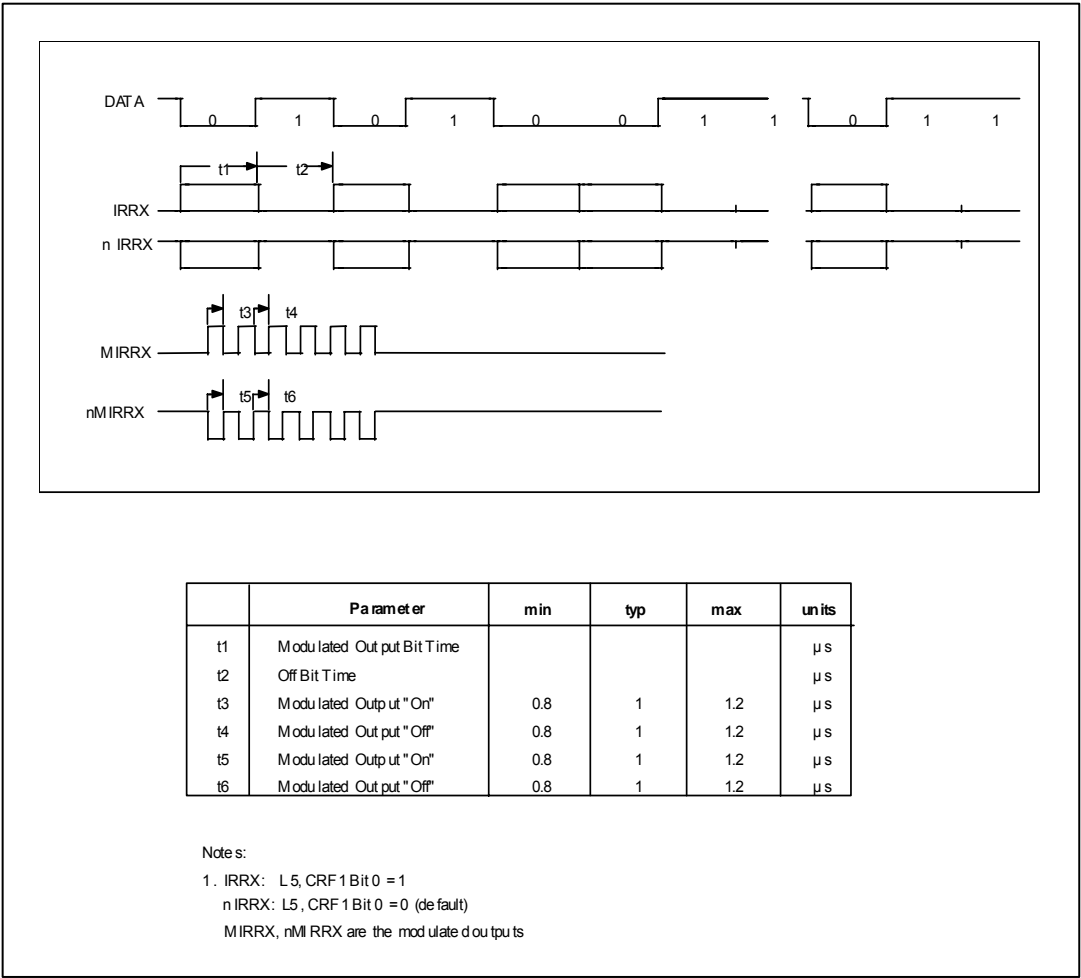 DATA
0 1 0 1 0 0 1 1 0 1 1
t1 t2
IRRX
n IRRX
t3 t4
MIRRX
t5 t6
nMIRRX
Parameter min typ max units
t1 Modulated Output Bit Time µs
t2 Off Bit Time µs
t3 Modulated Output "On" 0.8 1 1.2 µs
t4 Modulated Output "Off" 0.8 1 1.2 µs
t5 Modulated Output "On" 0.8 1 1.2 µs
t6 Modulated Output "Off" 0.8 1 1.2 µs
Notes:
1. IRRX: L5, CRF1 Bit 0 = 1
nIRRX: L5, CRF1 Bit 0 = 0 (default)
MIRRX, nMIRRX are the modulated outputs